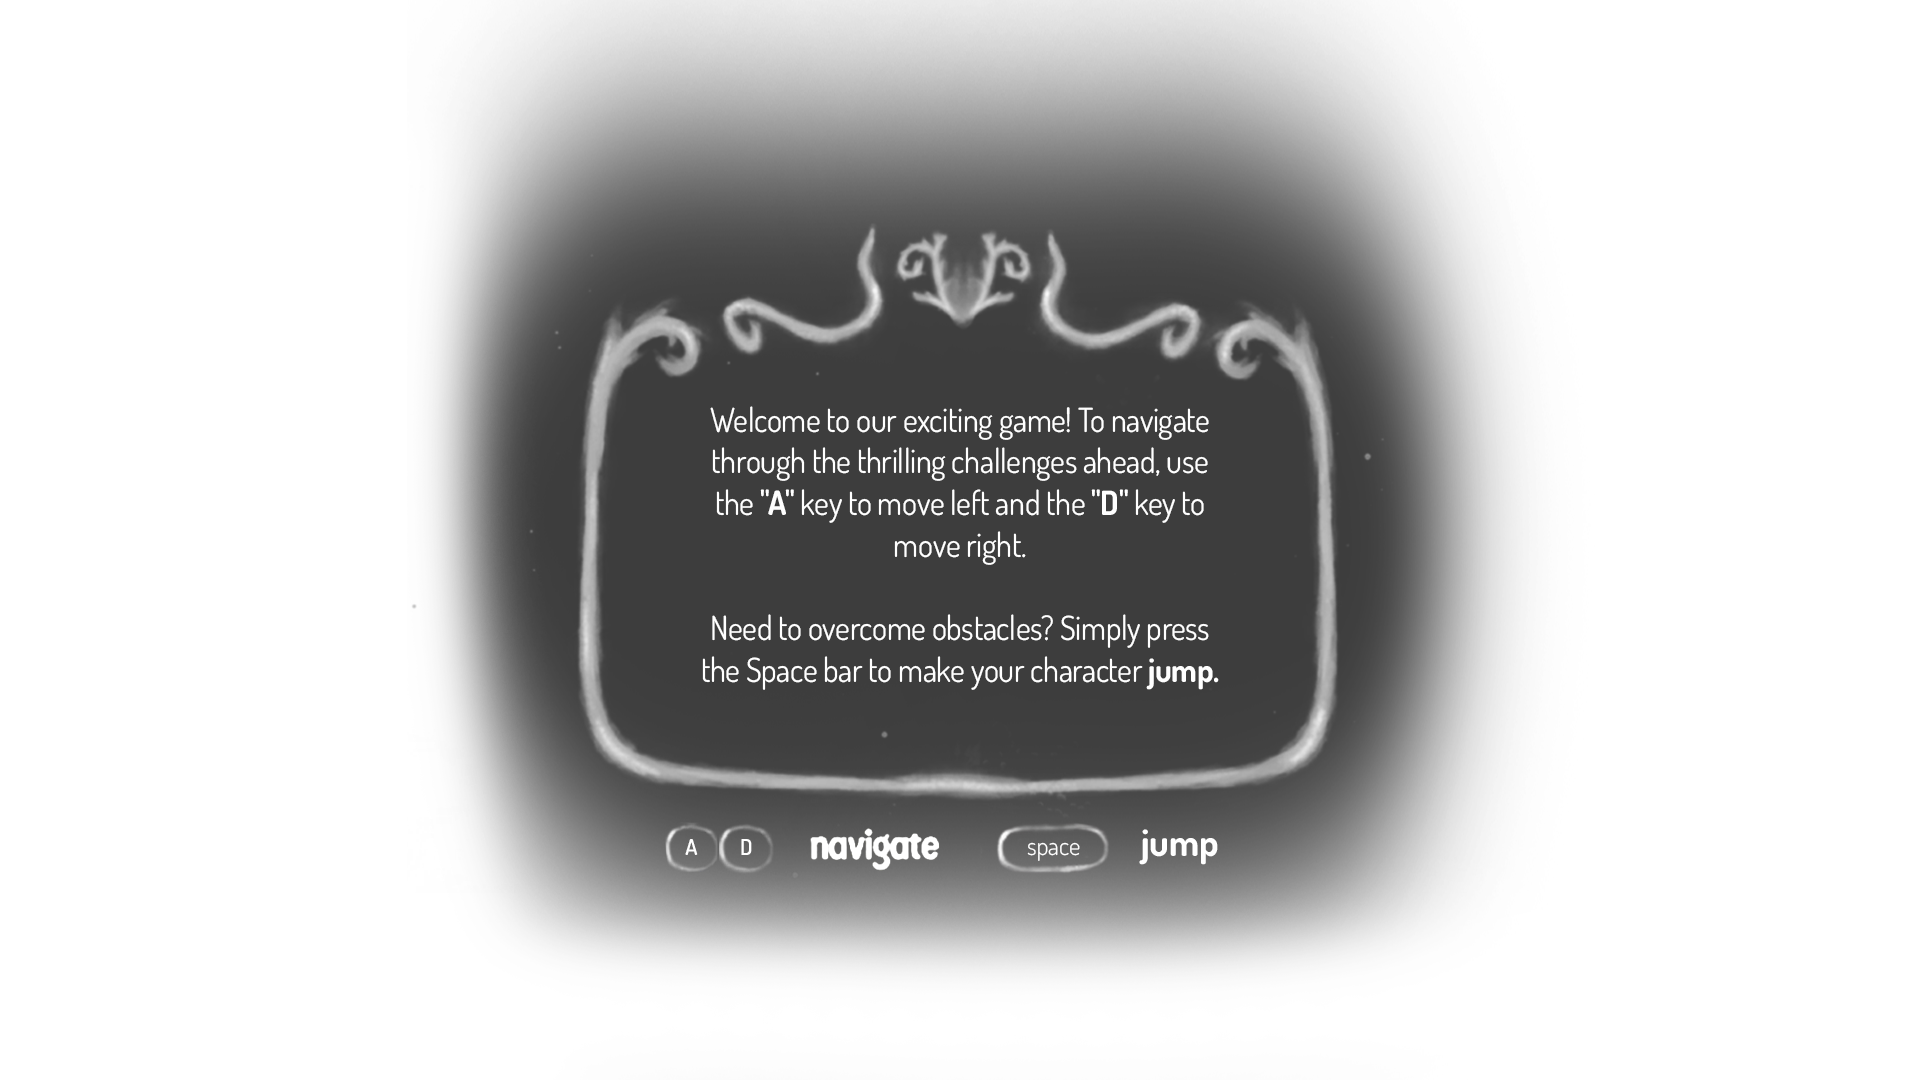 Welcome to our exciting game! To navigate
through the thrilling challenges ahead, use
the "A" key to move left and the "D" key to
move right.
Need to overcome obstacles? Simply press
the Space bar to make your character jump.
A D navigate space jump